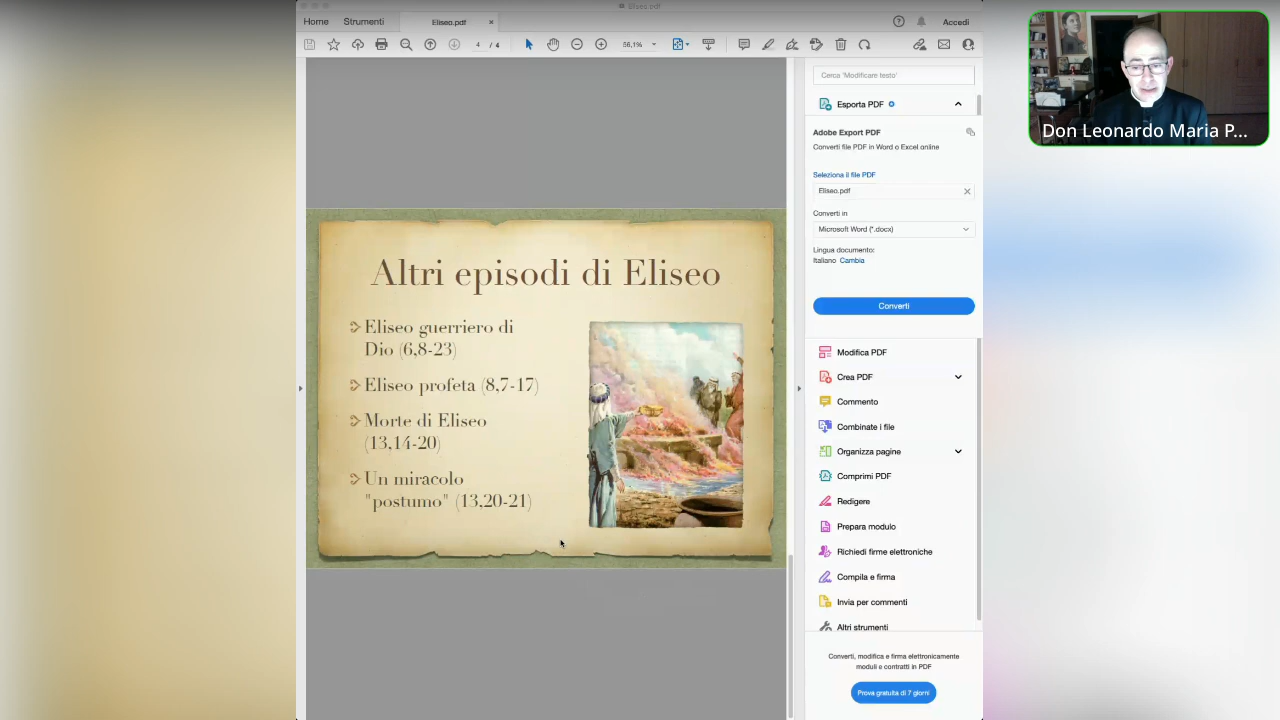 Eliseo.pdf
Home
Strumenti
Eliseo.pdf
Accedi
4 / 4
56,1%
Cerca 'Modificare testo'
Esporta PDF
Adobe Export PDF
Converti file PDF in Word o Excel online
Seleziona il file PDF
Eliseo.pdf
Converti in
Microsoft Word (*.docx)
Lingua documento:
Italiano Cambia
Converti
Modifica PDF
Crea PDF
Commento
Combinate i file
Organizza pagine
Comprimi PDF
Redigere
Prepara modulo
Richiedi firme elettroniche
Compila e firma
Invia per commenti
Altri strumenti
Converti, modifica e firma elettronicamente
moduli e contratti in PDF
Prova gratuita di 7 giorni
Altri episodi di Eliseo
Eliseo guerriero di
Dio (6,8-23)
Eliseo profeta (8,7-17)
Morte di Eliseo
(13,14-20)
Un miracolo
"postumo" (13,20-21)
Don Leonardo Maria P...